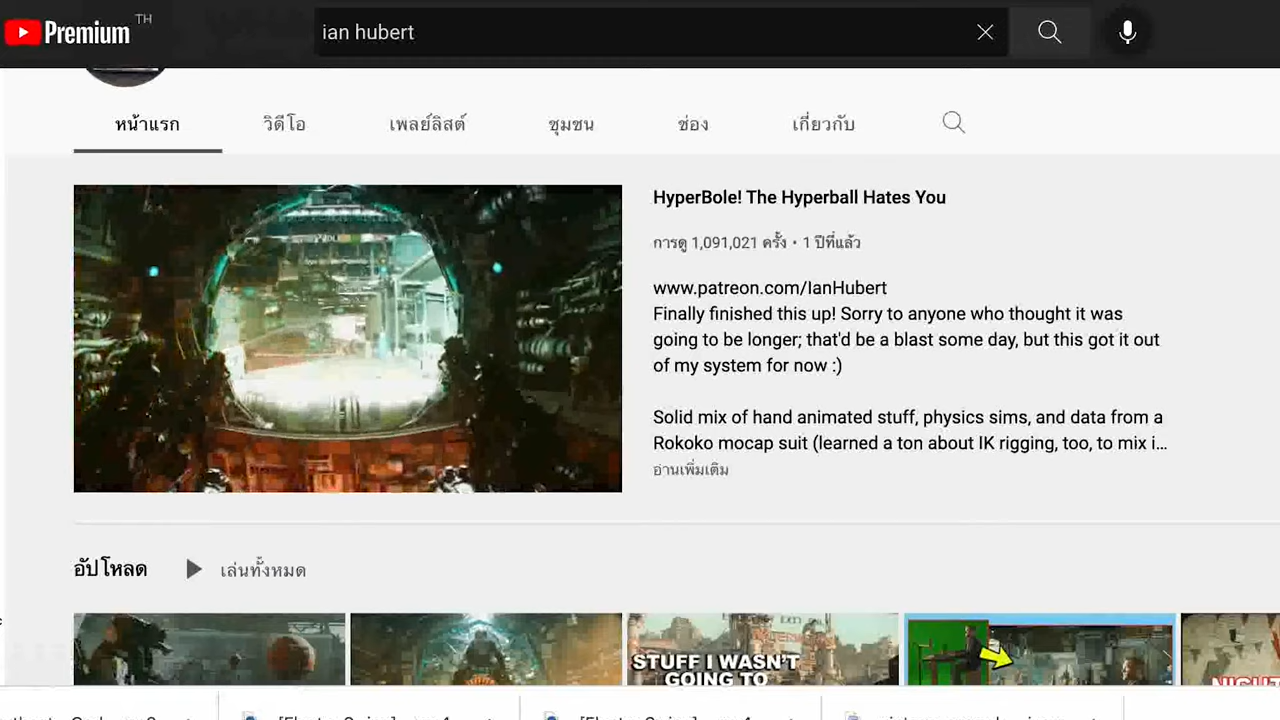 Premium TH
ian hubert
หน้าแรก วิดีโอ เพลย์ลิสต์ ชุมชน ช่อง เกี่ยวกับ
HyperBole! The Hyperball Hates You
การดู 1,091,021 ครั้ง • 1 ปีที่แล้ว
www.patreon.com/IanHubert
Finally finished this up! Sorry to anyone who thought it was
going to be longer; that'd be a blast some day, but this got it out
of my system for now :)
Solid mix of hand animated stuff, physics sims, and data from a
Rokoko mocap suit (learned a ton about IK rigging, too, to mix i...
อ่านเพิ่มเติม
อัปโหลด เล่นทั้งหมด
STUFF I WASN'T
GOING TO